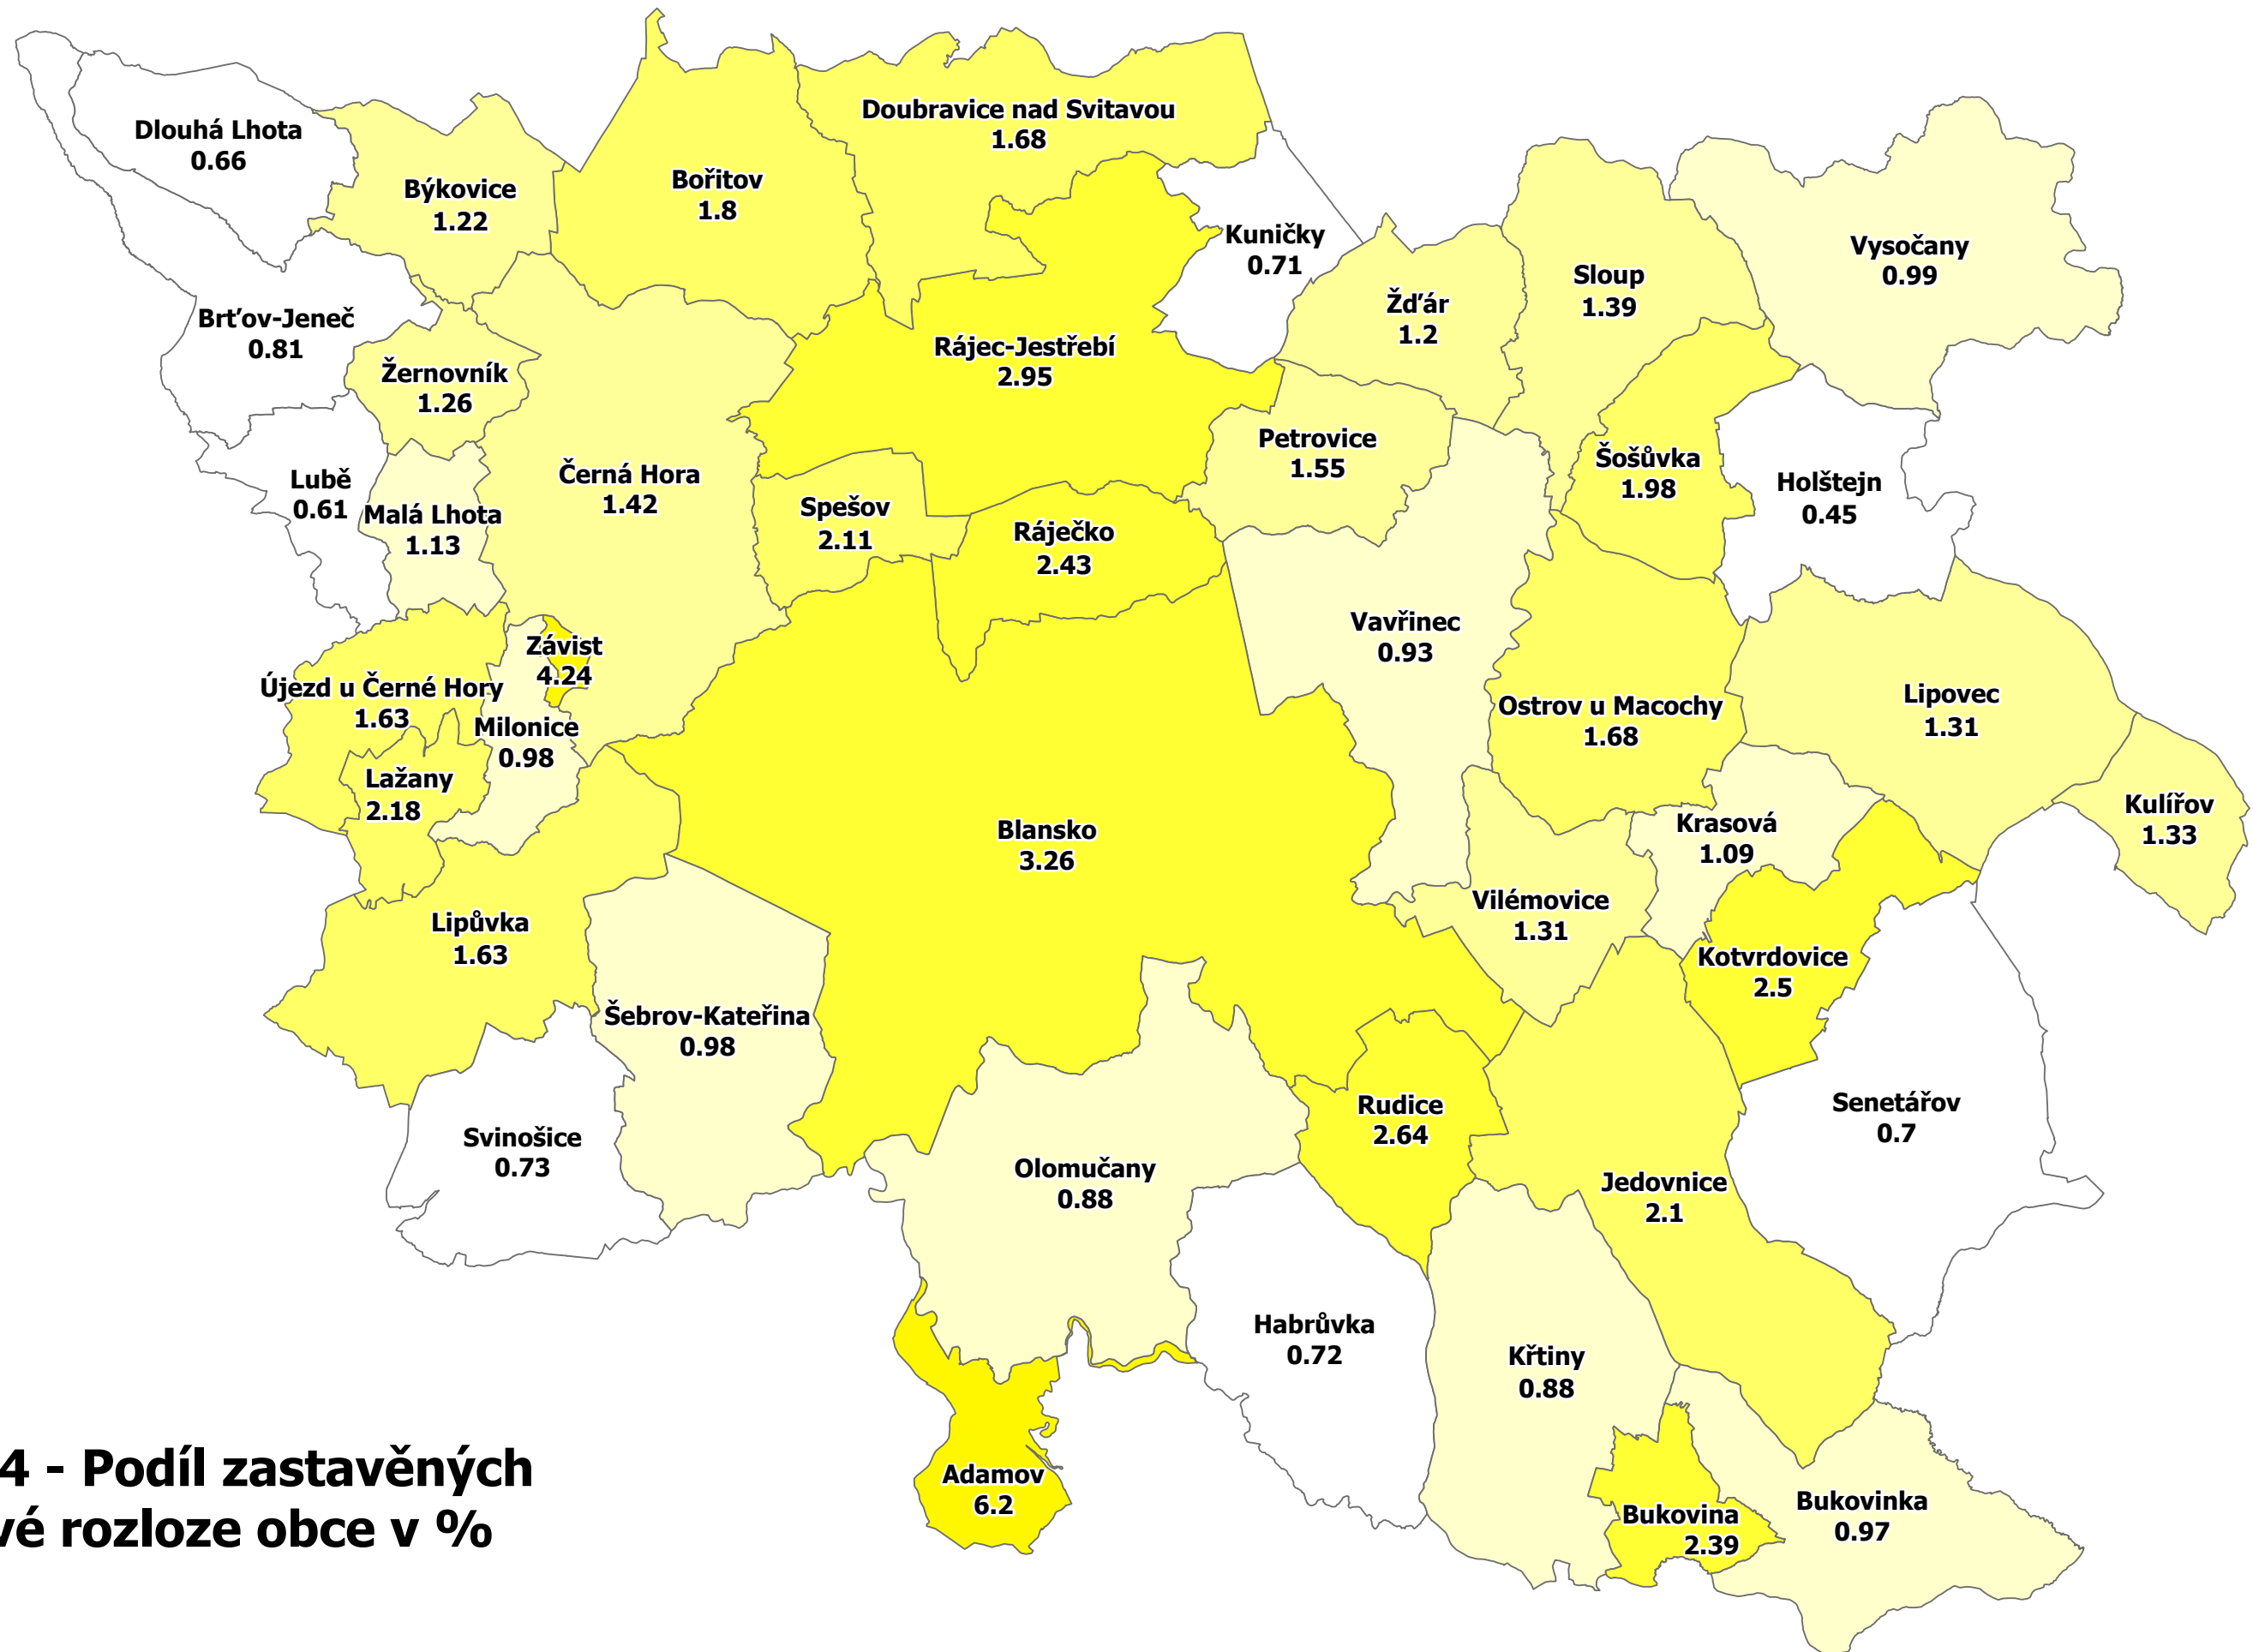 Dlouhá Lhota
0.66
Býkovice
1.22
Bořitov
1.8
Doubravice nad Svitavou
1.68
Kuničky
0.71
Žďár
1.2
Sloup
1.39
Vysočany
0.99
Brťov-Jeneč
0.81
Žernovník
1.26
Rájec-Jestřebí
2.95
Petrovice
1.55
Šošůvka
1.98
Holštejn
0.45
Lubě
0.61
Malá Lhota
1.13
Černá Hora
1.42
Spešov
2.11
Ráječko
2.43
Vavřinec
0.93
Závist
4.24
Újezd u Černé Hory
1.63
Milonice
0.98
Lažany
2.18
Ostrov u Macochy
1.68
Lipovec
1.31
Kulířov
1.33
Blansko
3.26
Krasová
1.09
Vilémovice
1.31
Lipůvka
1.63
Kotvrdovice
2.5
Šebrov-Kateřina
0.98
Svinošice
0.73
Olomučany
0.88
Rudice
2.64
Senetářov
0.7
Jedovnice
2.1
Habrůvka
0.72
Křtiny
0.88
Adamov
6.2
Bukovina
2.39
Bukovinka
0.97
4 - Podíl zastavěných
vé rozloze obce v %